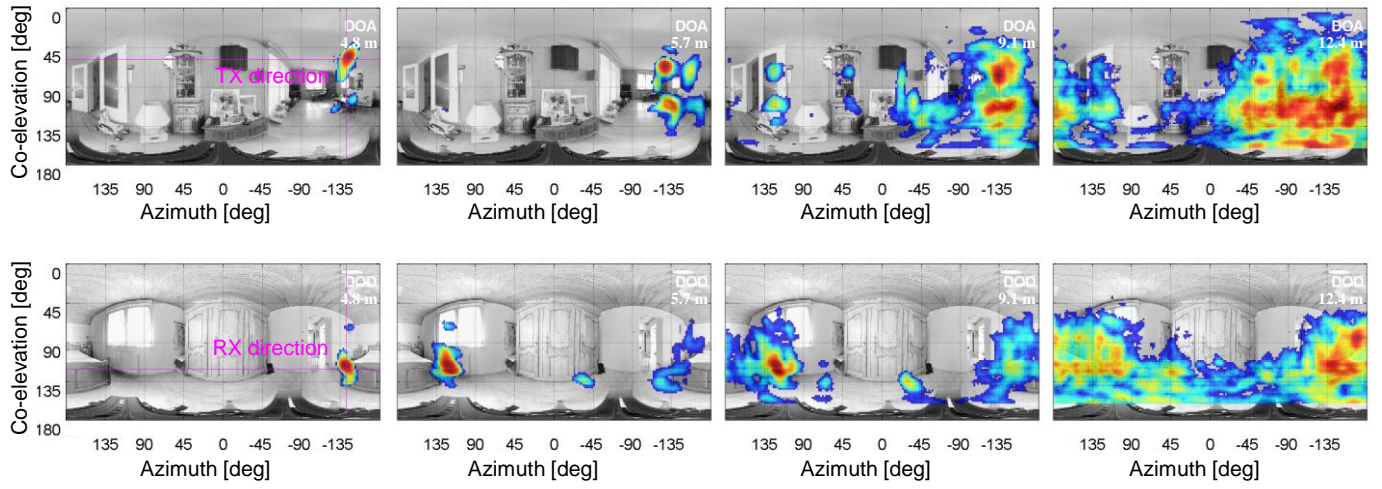 Co-elevation [deg]
0
45
90
135
180
DOA
4.8 m
TX direction
DOA
5.7 m
DOA
9.1 m
DOA
12.4 m
135 90 45 0 -45 -90 -135
135 90 45 0 -45 -90 -135
135 90 45 0 -45 -90 -135
135 90 45 0 -45 -90 -135
Azimuth [deg]
Azimuth [deg]
Azimuth [deg]
Azimuth [deg]
Co-elevation [deg]
0
45
90
135
180
DOD
4.8 m
RX direction
DOD
5.7 m
DOD
9.1 m
DOD
12.4 m
135 90 45 0 -45 -90 -135
135 90 45 0 -45 -90 -135
135 90 45 0 -45 -90 -135
135 90 45 0 -45 -90 -135
Azimuth [deg]
Azimuth [deg]
Azimuth [deg]
Azimuth [deg]